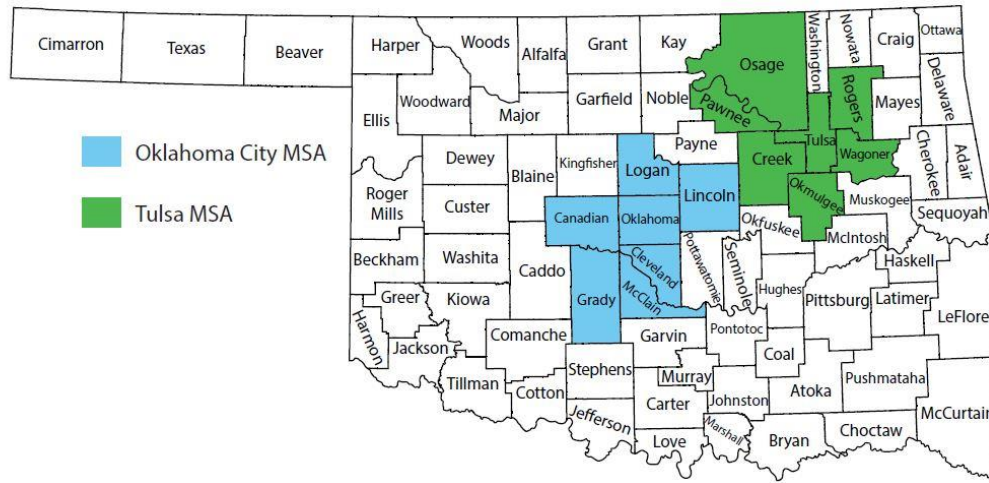 Cimarron
Texas
Beaver
Harper
Woods
Alfalfa
Grant
Kay
Osage
Washington
Nowata
Craig
Ottawa
Ellis
Woodward
Major
Garfield
Noble
Pawnee
Rogers
Mayes
Delaware
Oklahoma City MSA
Tulsa MSA
Roger
Mills
Dewey
Blaine
Kingfisher
Logan
Payne
Creek
Tulsa
Wagoner
Cherokee
Adair
Custer
Canadian
Oklahoma
Lincoln
Okfuskee
Okmulgee
Muskogee
Sequoyah
McIntosh
Beckham
Washita
Caddo
Grady
Cleveland
McClain
Pottawatomie
Seminole
Hughes
Pittsburg
Haskell
Latimer
LeFlore
Harmon
Greer
Kiowa
Jackson
Comanche
Tillman
Cotton
Stephens
Garvin
Pontotoc
Coal
Murray
Johnston
Atoka
Pushmataha
McCurtain
Jefferson
Carter
Love
Marshall
Bryan
Choctaw